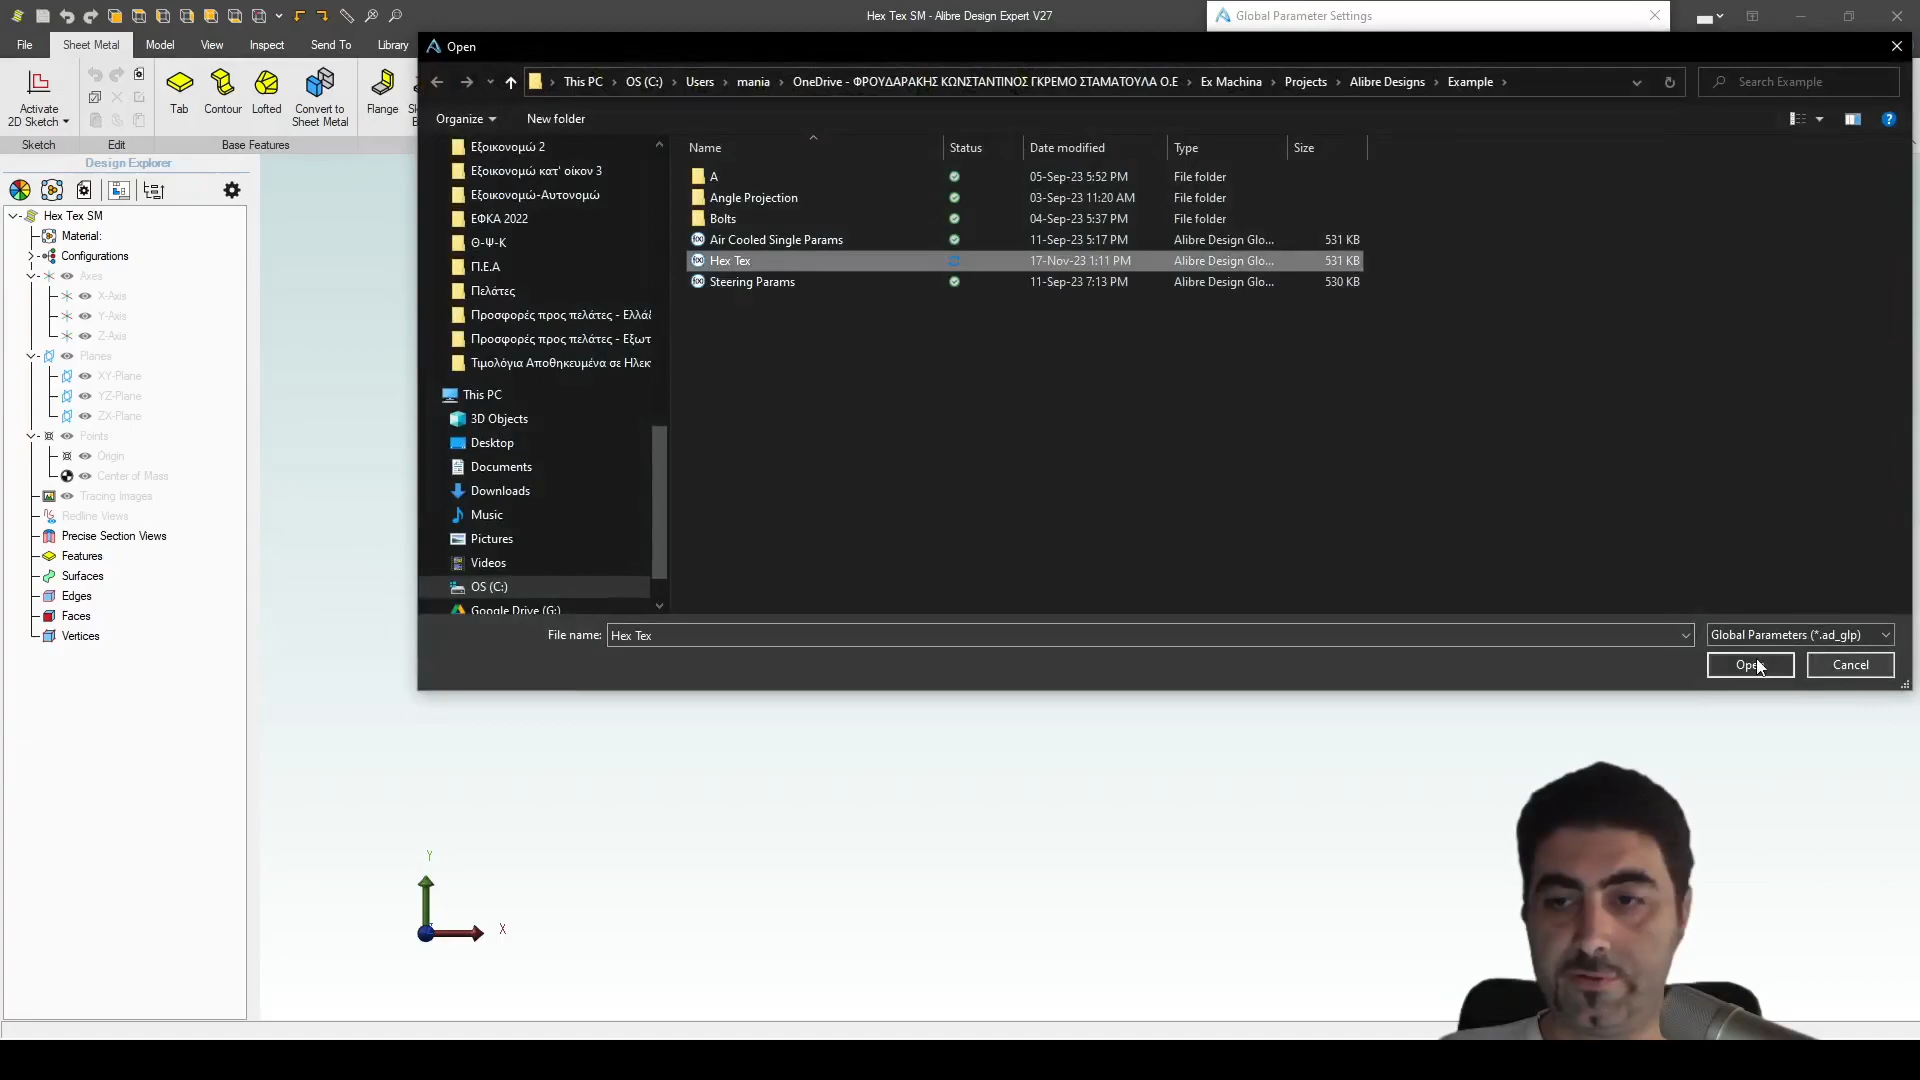 Hex Tex SM - Alibre Design Expert V27
Global Parameter Settings
File
Sheet Metal
Model
View
Inspect
Send To
Library
Activate
2D Sketch
Tab
Contour
Lofted
Convert to
Sheet Metal
Flange
Sketch
Edit
Base Features
Open
This PC
OS (C:)
Users
mania
OneDrive - ΦΡΟΥΔΑΡΑΚΗΣ ΚΩΝΣΤΑΝΤΙΝΟΣ ΓΚΡΕΜΟ ΣΤΑΜΑΤΟΥΛΑ Ο.Ε
Ex Machina
Projects
Alibre Designs
Example
Search Example
Organize
New folder
Design Explorer
Hex Tex SM
Material:
Configurations
Axes
X-Axis
Y-Axis
Z-Axis
Planes
XY-Plane
YZ-Plane
ZX-Plane
Points
Origin
Center of Mass
Tracing Images
Redline Views
Precise Section Views
Features
Surfaces
Edges
Faces
Vertices
Εξοικονομώ 2
Εξοικονομώ κατ' οίκον 3
Εξοικονομώ-Αυτονομώ
ΕΦΚΑ 2022
Θ-Ψ-Κ
Π.Ε.Α
Πελάτες
Προσφορές προς πελάτες - Ελλάδ
Προσφορές προς πελάτες - Εξωτ
Τιμολόγια Αποθηκευμένα σε Ηλεκ
This PC
3D Objects
Desktop
Documents
Downloads
Music
Pictures
Videos
OS (C:)
Google Drive (G:)
Name Status Date modified Type Size
A 05-Sep-23 5:52 PM File folder
Angle Projection 03-Sep-23 11:20 AM File folder
Bolts 04-Sep-23 5:37 PM File folder
Air Cooled Single Params 11-Sep-23 5:17 PM Alibre Design Glo... 531 KB
Hex Tex 17-Nov-23 1:11 PM Alibre Design Glo... 531 KB
Steering Params 11-Sep-23 7:13 PM Alibre Design Glo... 530 KB
File name: Hex Tex
Global Parameters (*.ad_glp)
Open
Cancel
Y
X